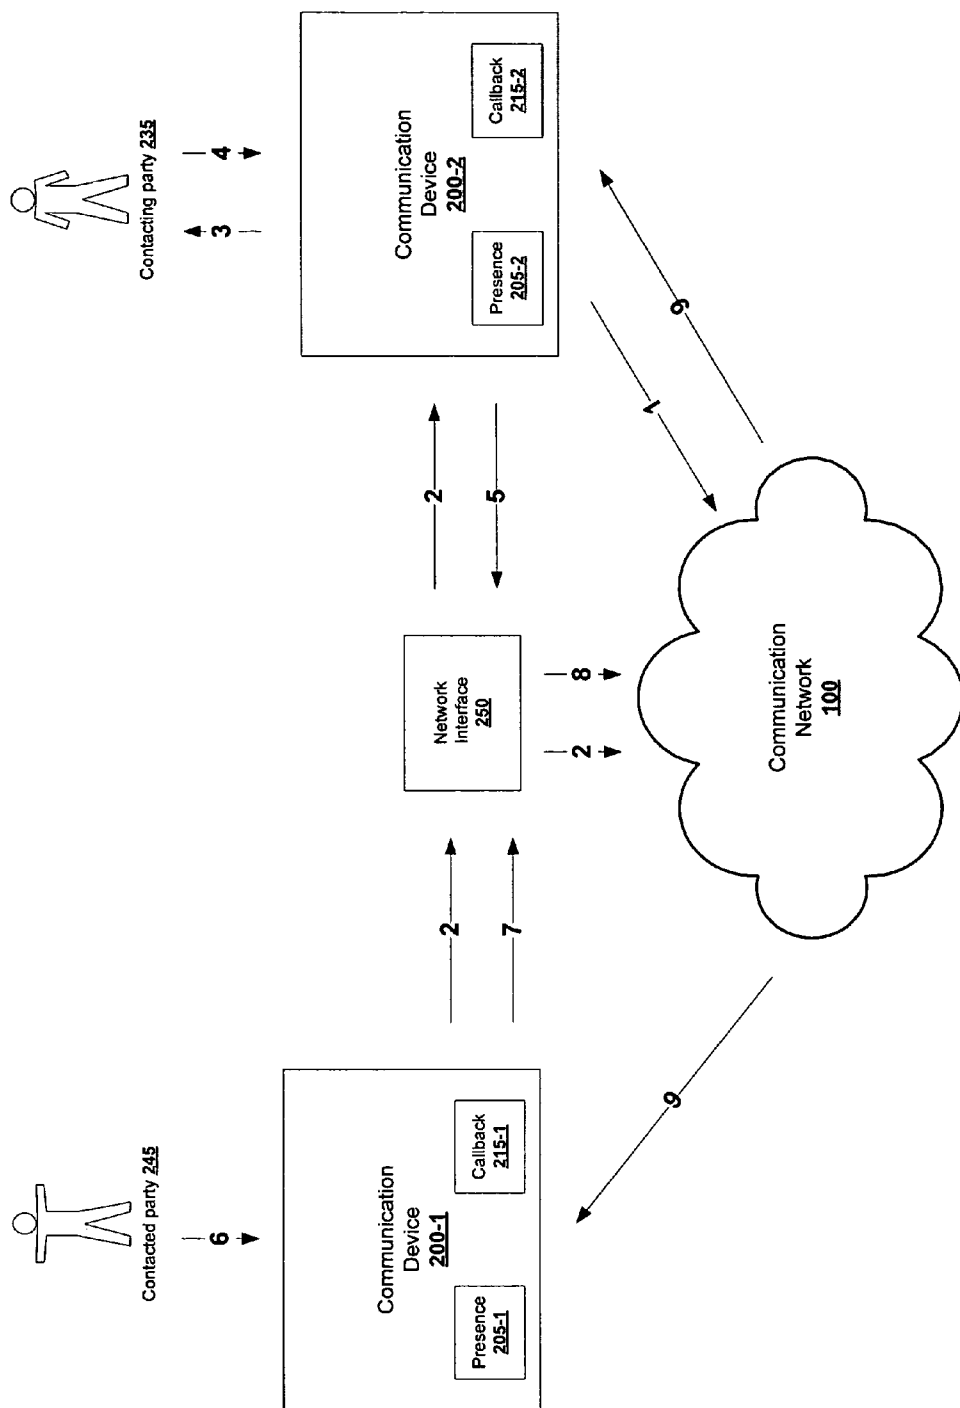 Contacted party 245
6
Communication
Device
200-1
Presence
205-1
Callback
215-1
2
7
Network
Interface
250
2
8
2
5
Contacting party 235
3
4
Communication
Device
200-2
Presence
205-2
Callback
215-2
9
1
9
Communication
Network
100